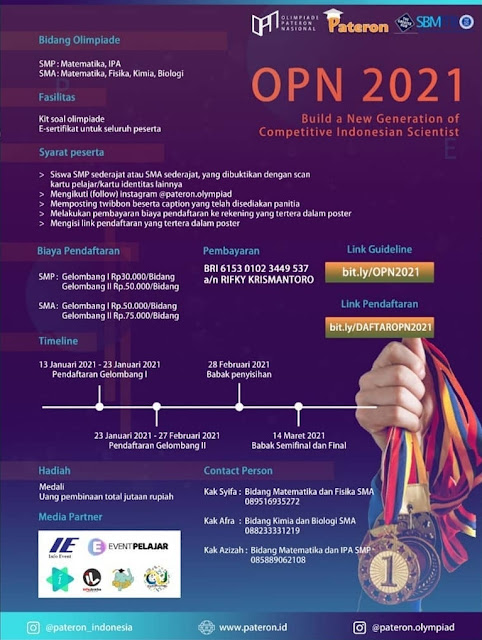 OLIMPIADE
PATERON
NASIONAL
Pateron
SBM
OPN 2021
Build a New Generation of
Competitive Indonesian Scientist
Bidang Olimpiade
SMP : Matematika, IPA
SMA: Matematika, Fisika, Kimia, Biologi
Fasilitas
Kit soal olimpiade
E-sertifikat untuk seluruh peserta
Syarat peserta
> Siswa SMP sederajat atau SMA sederajat, yang dibuktikan dengan scan
kartu pelajar/kartu identitas lainnya
> Mengikuti (follow) instagram @pateron.olympiad
> Memposting twibbon beserta caption yang telah disediakan panitia
> Melakukan pembayaran biaya pendaftaran ke rekening yang tertera dalam poster
> Mengisi link pendaftaran yang tertera dalam poster
Biaya Pendaftaran
SMP : Gelombang I Rp30.000/Bidang
Gelombang II Rp.50.000/Bidang
SMA: Gelombang I Rp.50.000/Bidang
Gelombang II Rp.75.000/Bidang
Pembayaran
BRI 6153 0102 3449 537
a/n RIFKY KRISMANTORO
Link Guideline
bit.ly/OPN2021
Link Pendaftaran
bit.ly/DAFTAROPN2021
Timeline
13 Januari 2021 - 23 Januari 2021
Pendaftaran Gelombang I
28 Februari 2021
Babak penyisihan
23 Januari 2021 - 27 Februari 2021
Pendaftaran Gelombang II
14 Maret 2021
Babak Semifinal dan Final
Hadiah
Medali
Uang pembinaan total jutaan rupiah
Media Partner
IE
Info Event
E EVENTPELAJAR
Contact Person
Kak Syifa : Bidang Matematika dan Fisika SMA
089516935272
Kak Afra : Bidang Kimia dan Biologi SMA
088233331219
Kak Azizah : Bidang Matematika dan IPA SMP
085889062108
1
@pateron_indonesia
www.pateron.id
@pateron.olympiad